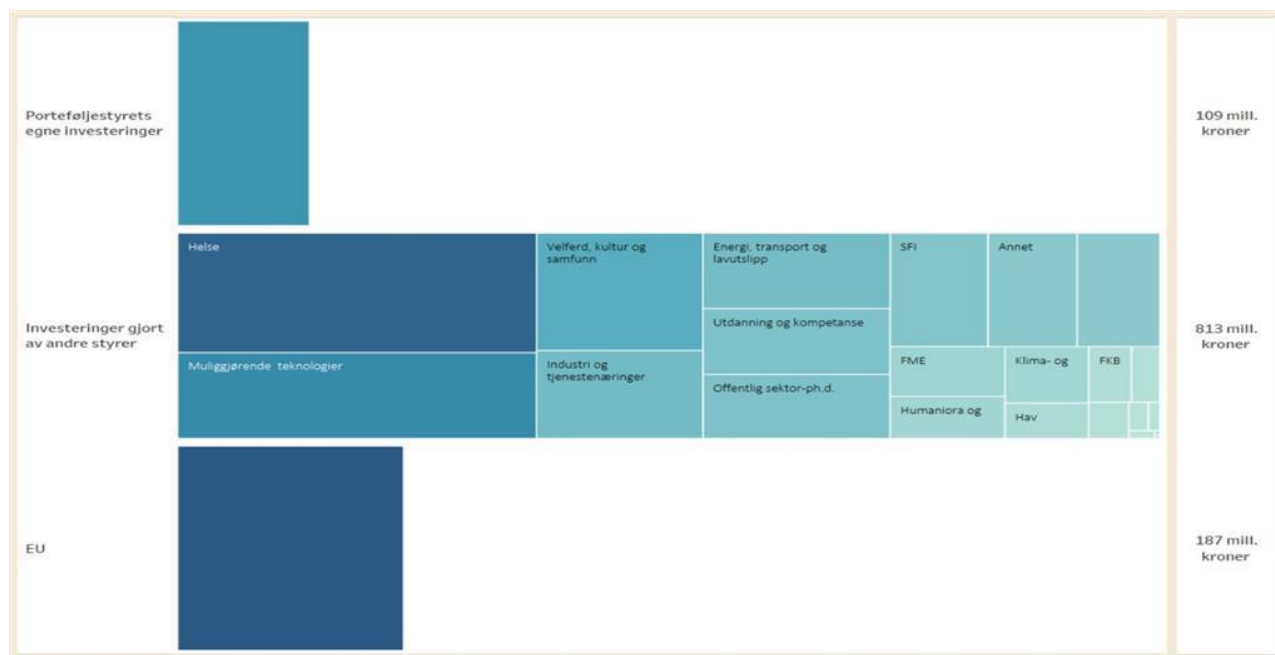 Porteføljestyrets
egne investeringer
109 mill.
kroner
Investeringer gjort
av andre styrer
Helse
Muliggjørende teknologier
Velferd, kultur og
samfunn
Industri og
tjenestenæringer
Energi, transport og
lavutslipp
Utdanning og kompetanse
Offentlig sektor-ph.d.
SFI
Annet
FME
Klima- og
FKB
Humaniora og
Hav
813 mill.
kroner
EU
187 mill.
kroner